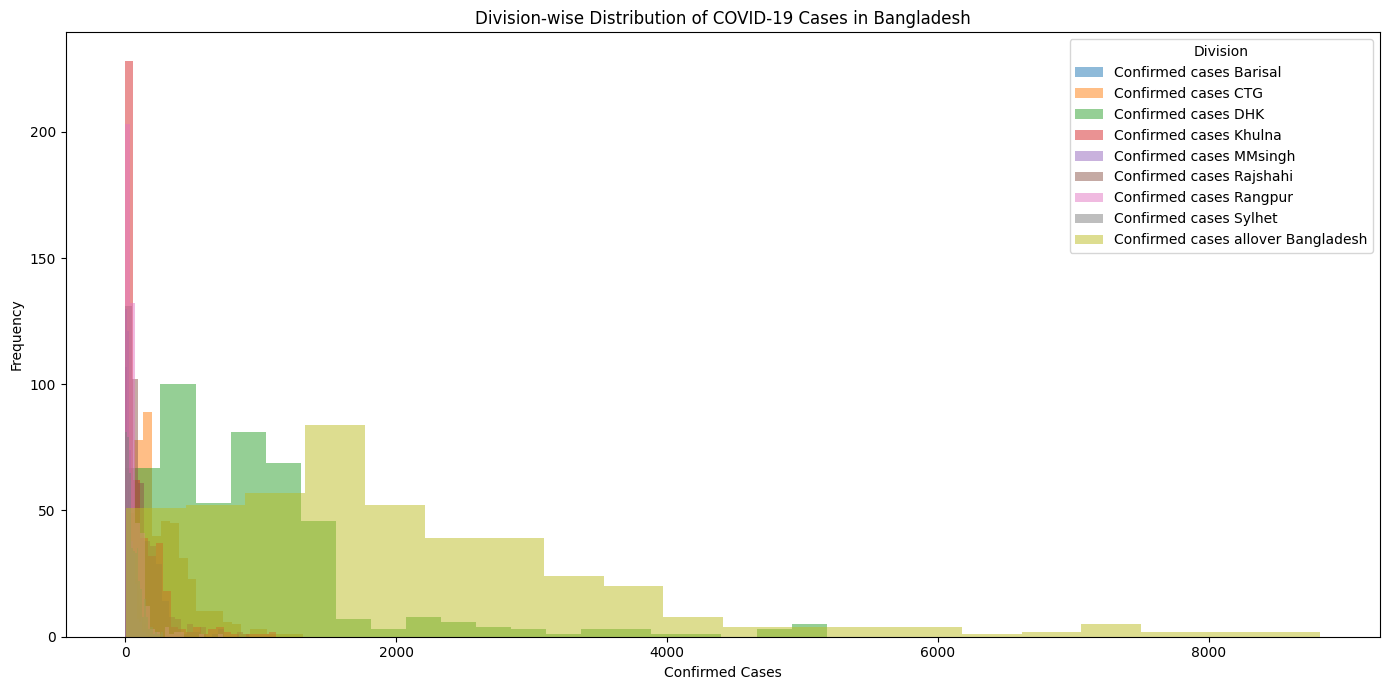 Division-wise Distribution of COVID-19 Cases in Bangladesh
Division
Confirmed cases Barisal
Confirmed cases CTG
Confirmed cases DHK
Confirmed cases Khulna
Confirmed cases MMsingh
Confirmed cases Rajshahi
Confirmed cases Rangpur
Confirmed cases Sylhet
Confirmed cases allover Bangladesh
Frequency
200
150
100
50
0
0 2000 4000 6000 8000
Confirmed Cases